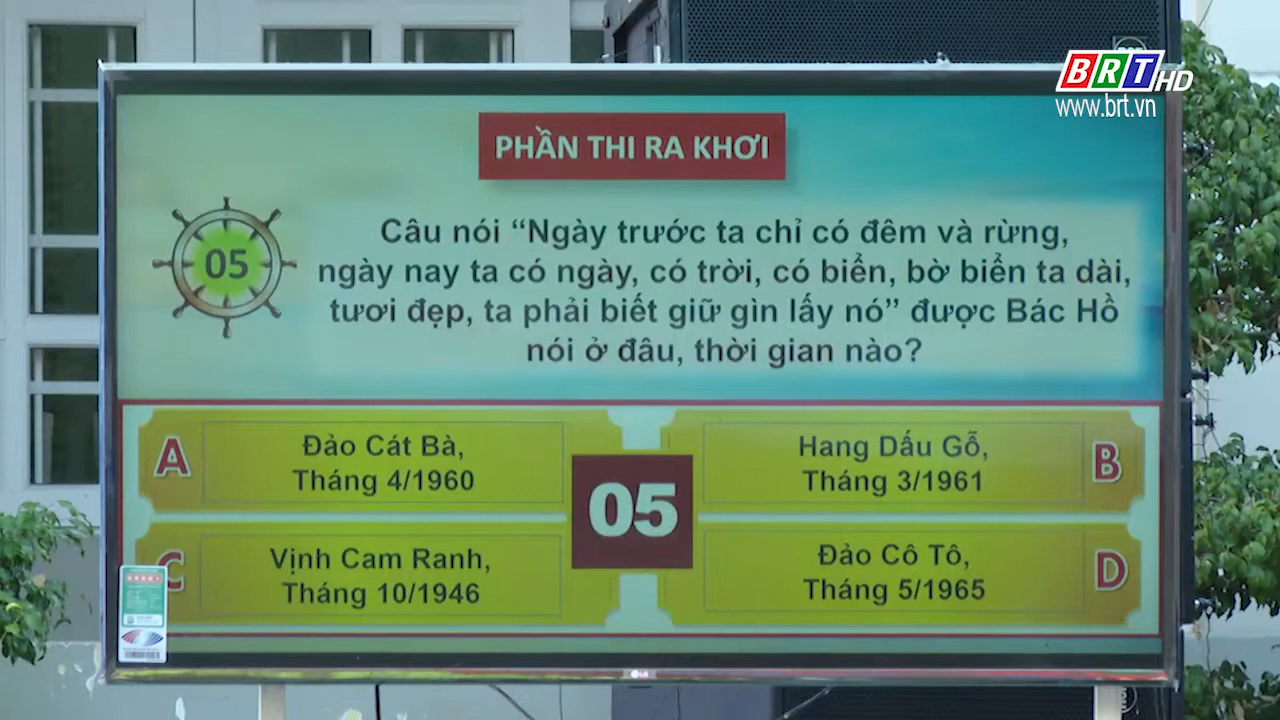 BRT HD
www.brt.vn
PHẦN THI RA KHƠI
05
Câu nói “Ngày trước ta chỉ có đêm và rừng,
ngày nay ta có ngày, có trời, có biển, bờ biển ta dài,
tươi đẹp, ta phải biết giữ gìn lấy nó” được Bác Hồ
nói ở đâu, thời gian nào?
A
Đảo Cát Bà,
Tháng 4/1960
Hang Dấu Gỗ,
Tháng 3/1961
B
05
C
Vịnh Cam Ranh,
Tháng 10/1946
Đảo Cô Tô,
Tháng 5/1965
D
LG